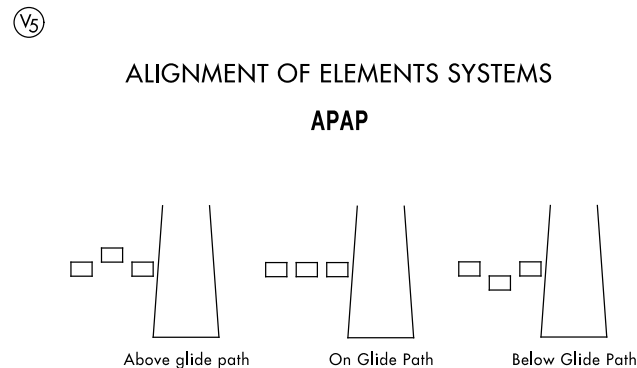 V5
ALIGNMENT OF ELEMENTS SYSTEMS
APAP
Above glide path
On Glide Path
Below Glide Path